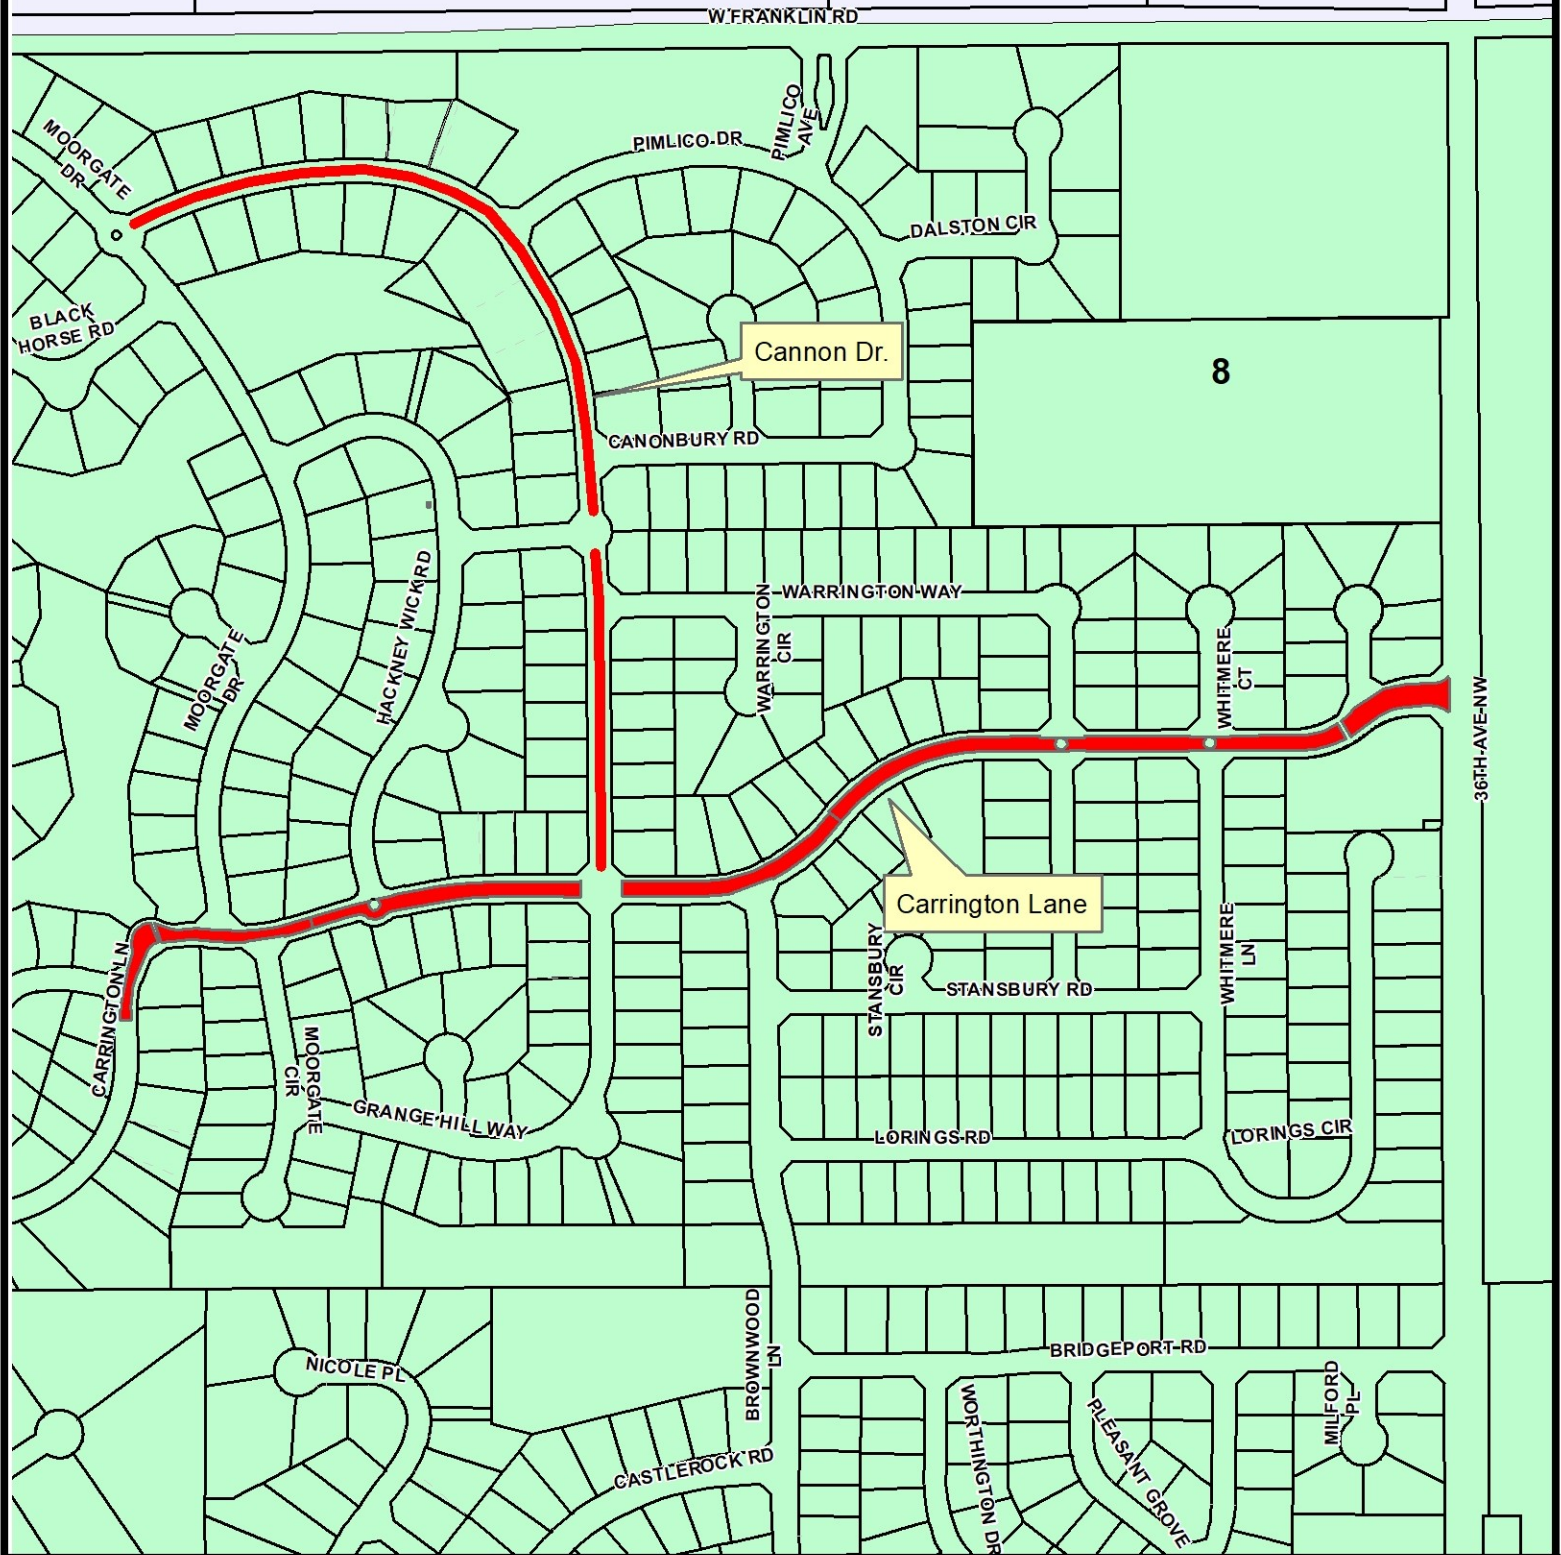 W FRANKLIN RD
MOORGATE
DR
PIMLICO DR
PIMLICO
AVE
DALSTON CIR
BLACK
HORSE RD
Cannon Dr.
8
CANONBURY RD
HACKNEY WICK RD
WARRINGTON WAY
WARRINGTON
CIR
MOORGATE
DR
WHITMERE
CT
36TH AVE NW
Carrington Lane
CARRINGTON LN
STANSBURY
CIR
STANSBURY RD
WHITMERE
LN
MOORGATE
CIR
GRANGE HILL WAY
LORINGS RD
LORINGS CIR
BROWNWOOD
LN
BRIDGEPORT RD
NICOLE PL
MILFORD
PL
WORTHINGTON DR
PLEASANT GROVE
CASTLEROCK RD